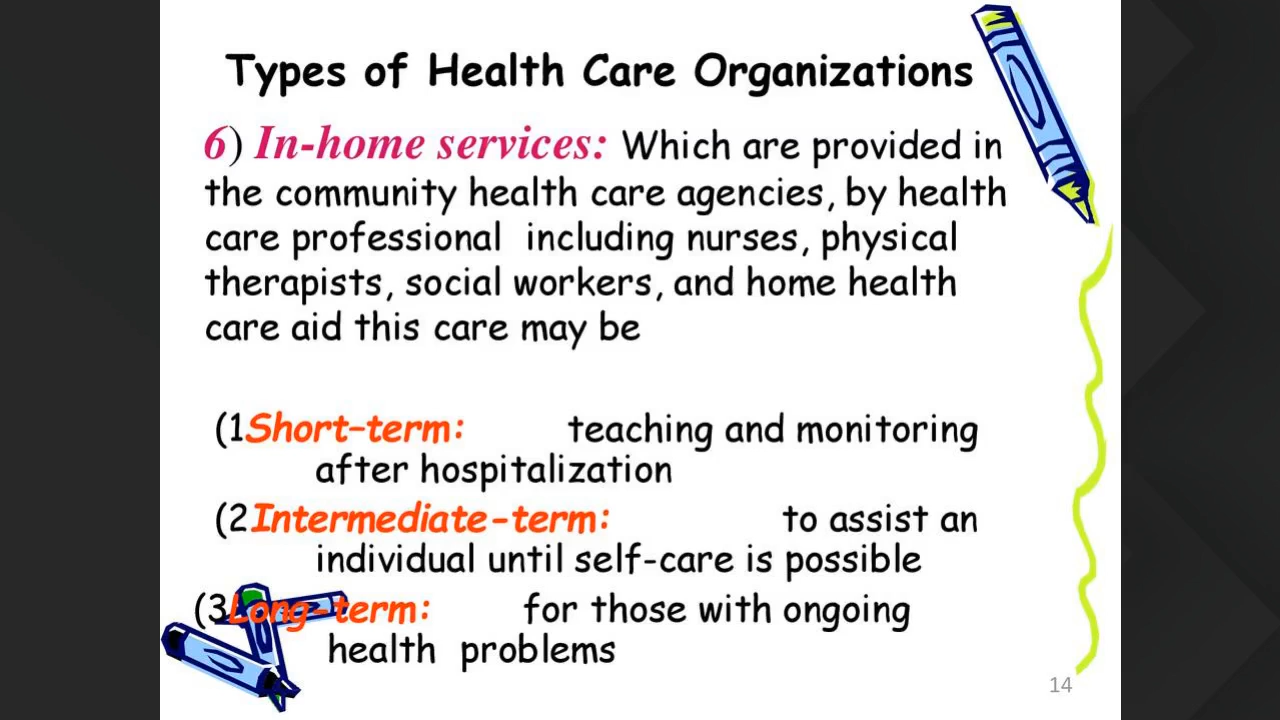 Types of Health Care Organizations
6) In-home services: Which are provided in
the community health care agencies, by health
care professional including nurses, physical
therapists, social workers, and home health
care aid this care may be
(1Short-term: teaching and monitoring
after hospitalization
(2Intermediate-term: to assist an
individual until self-care is possible
(3Long-term: for those with ongoing
health problems
14